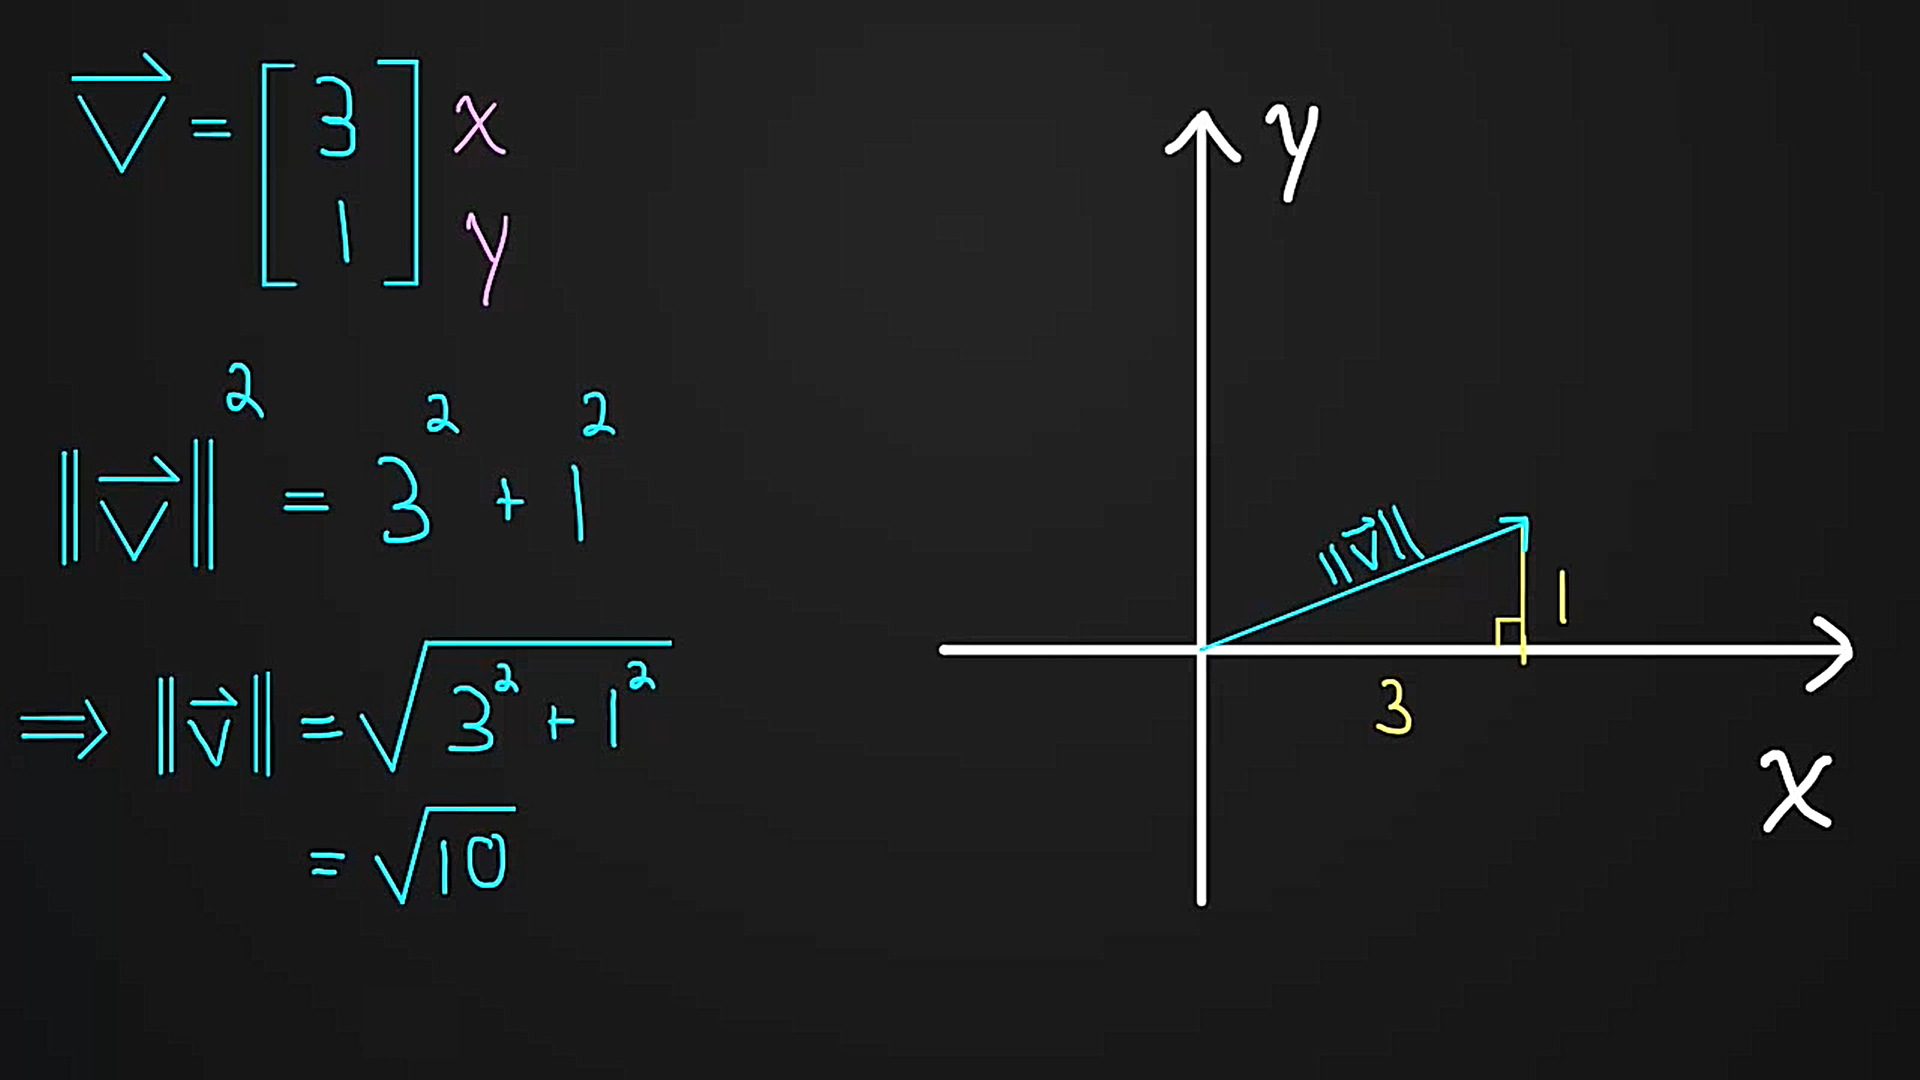 v⃗ = [ 3 ] x
[ 1 ] y
‖v⃗‖² = 3² + 1²
⇒ ‖v⃗‖ = √(3² + 1²)
= √10
y
‖v⃗‖
1
3
x